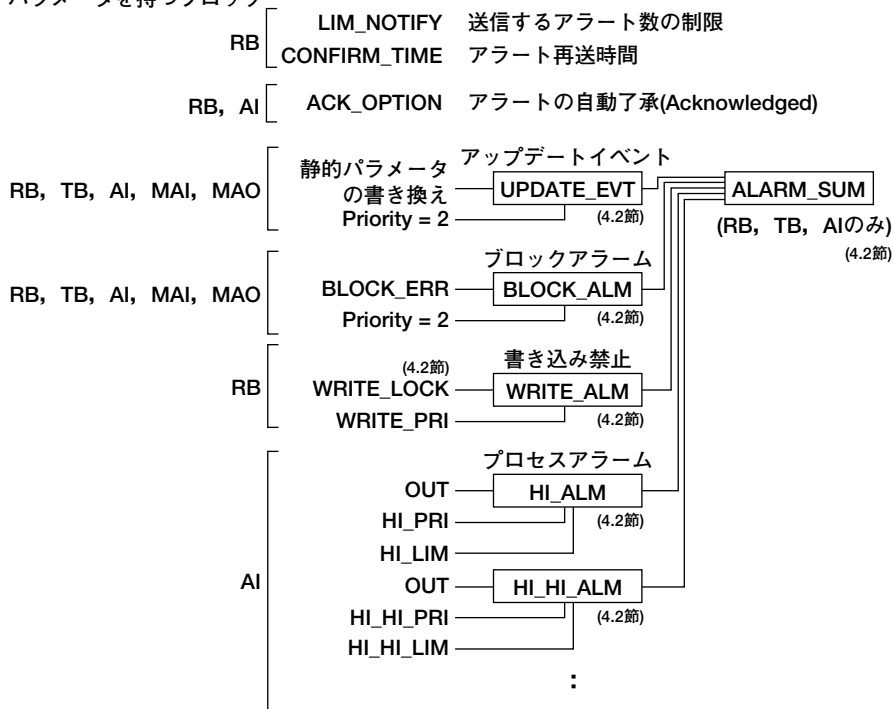 パラメータを持つブロック
RB
LIM_NOTIFY 送信するアラート数の制限
CONFIRM_TIME アラート再送時間
RB, AI
ACK_OPTION アラートの自動了承(Acknowledged)
RB, TB, AI, MAI, MAO
静的パラメータ
の書き換え
Priority = 2
アップデートイベント
UPDATE_EVT
(4.2節)
ALARM_SUM
(RB, TB, AIのみ)
(4.2節)
RB, TB, AI, MAI, MAO
BLOCK_ERR
Priority = 2
ブロックアラーム
BLOCK_ALM
(4.2節)
RB
(4.2節)
WRITE_LOCK
WRITE_PRI
書き込み禁止
WRITE_ALM
(4.2節)
AI
プロセスアラーム
OUT
HI_ALM
HI_PRI
(4.2節)
HI_LIM
OUT
HI_HI_ALM
HI_HI_PRI
(4.2節)
HI_HI_LIM
: